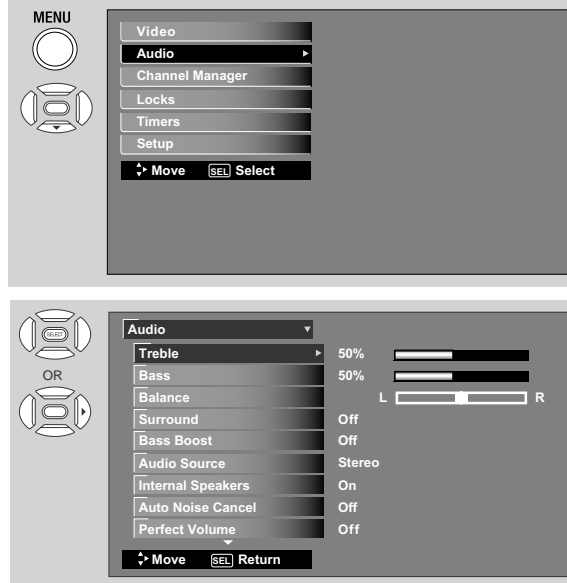 MENU
Video
Audio
Channel Manager
Locks
Timers
Setup
Move SEL Select
SELECT
OR
Audio
Treble 50%
Bass 50%
Balance L R
Surround Off
Bass Boost Off
Audio Source Stereo
Internal Speakers On
Auto Noise Cancel Off
Perfect Volume Off
Move SEL Return